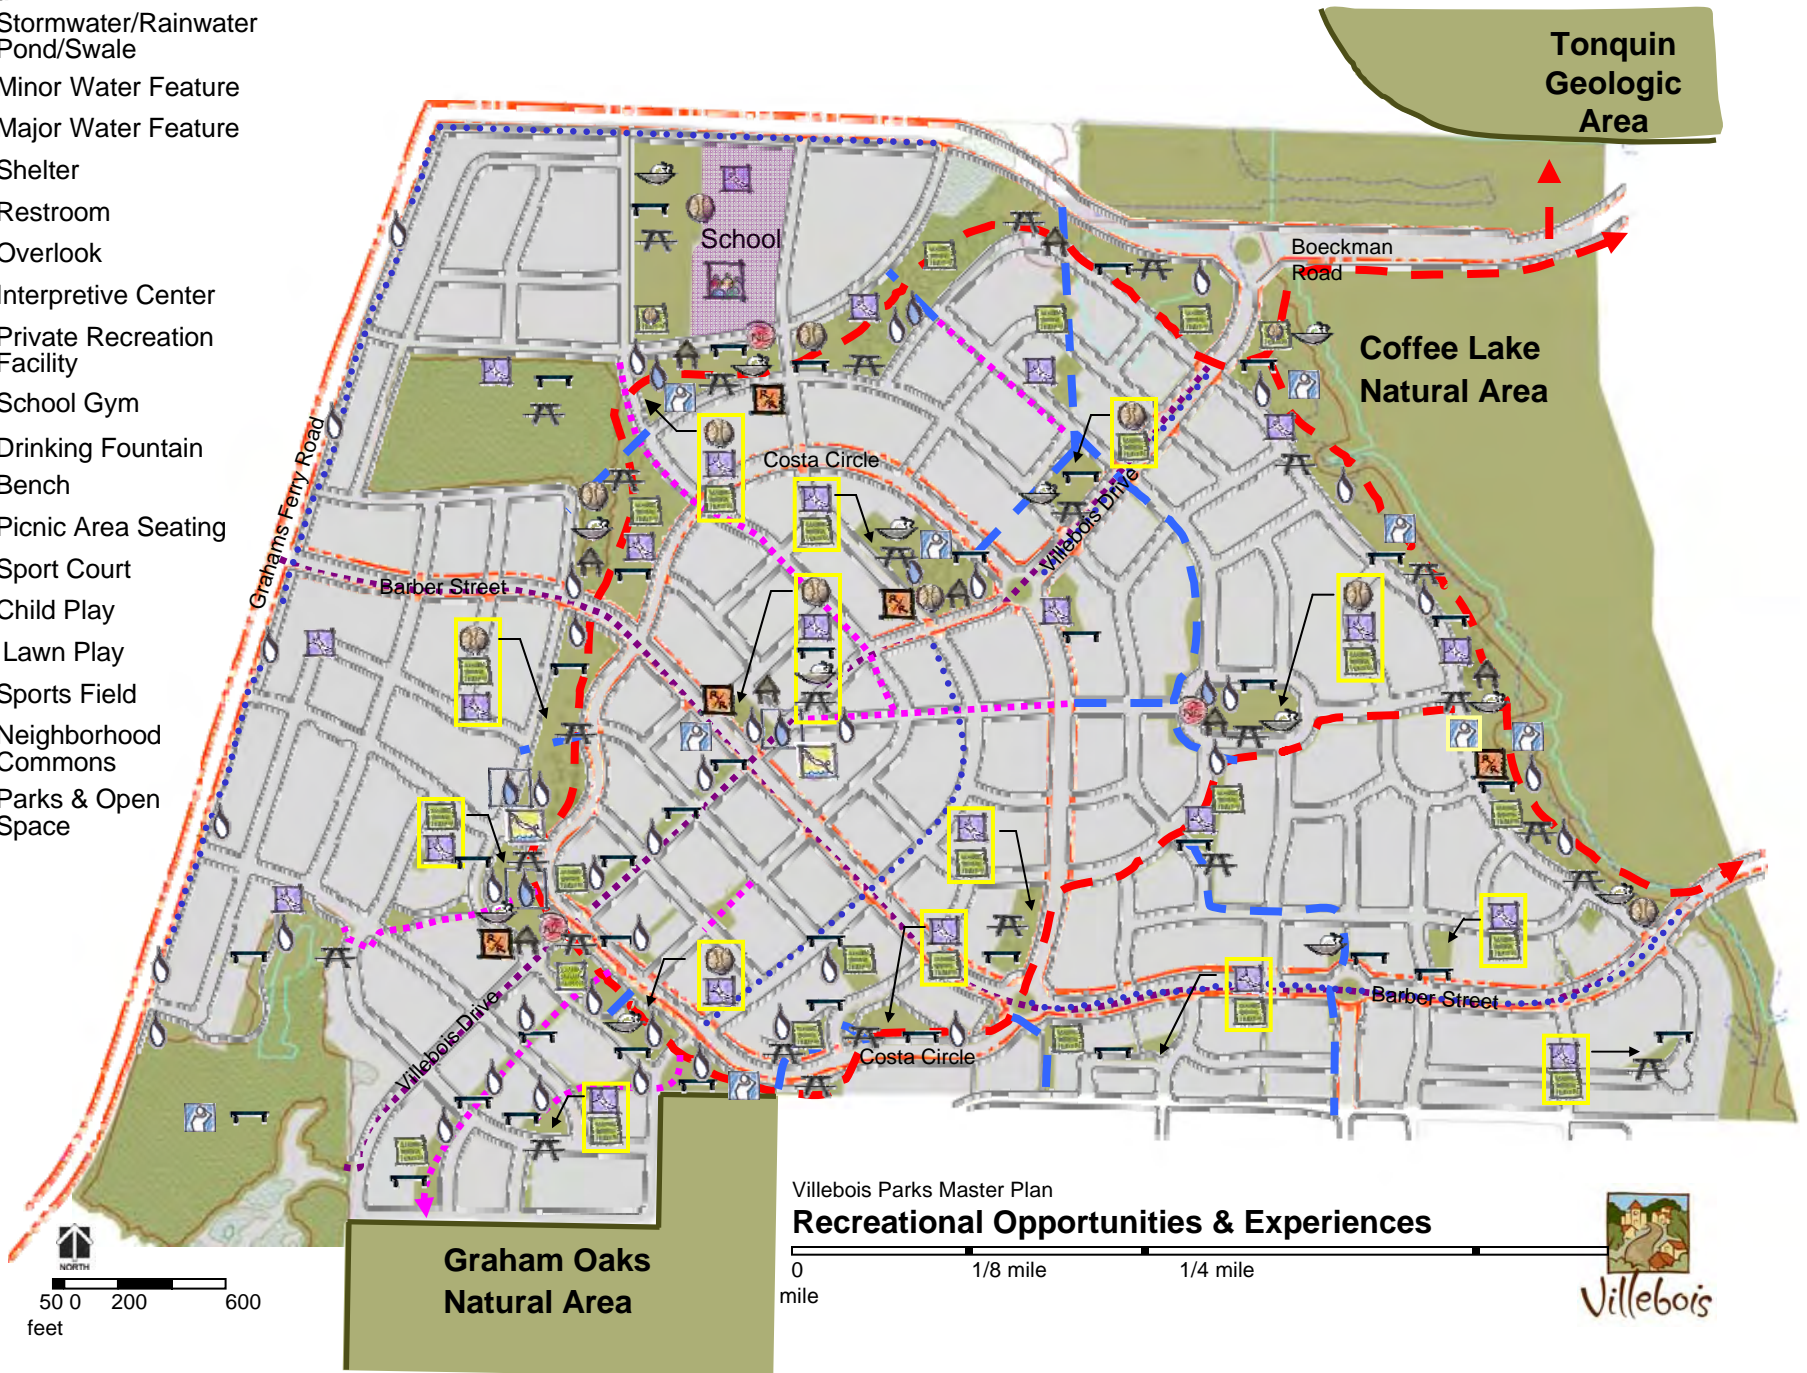 Stormwater/Rainwater
Pond/Swale
Minor Water Feature
Major Water Feature
Shelter
Restroom
Overlook
Interpretive Center
Private Recreation
Facility
School Gym
Drinking Fountain
Bench
Picnic Area Seating
Sport Court
Child Play
Lawn Play
Sports Field
Neighborhood
Commons
Parks & Open
Space
Tonquin
Geologic
Area
School
Boeckman
Road
Coffee Lake
Natural Area
Grahams Ferry Road
Costa Circle
Villebois Drive
Barber Street
R/R
R/R
R/R
R/R
R/R
Barber Street
Costa Circle
Villebois Drive
Graham Oaks
Natural Area
NORTH
50 0 200 600
feet
Villebois Parks Master Plan
Recreational Opportunities & Experiences
0 1/8 mile 1/4 mile
mile
Villebois